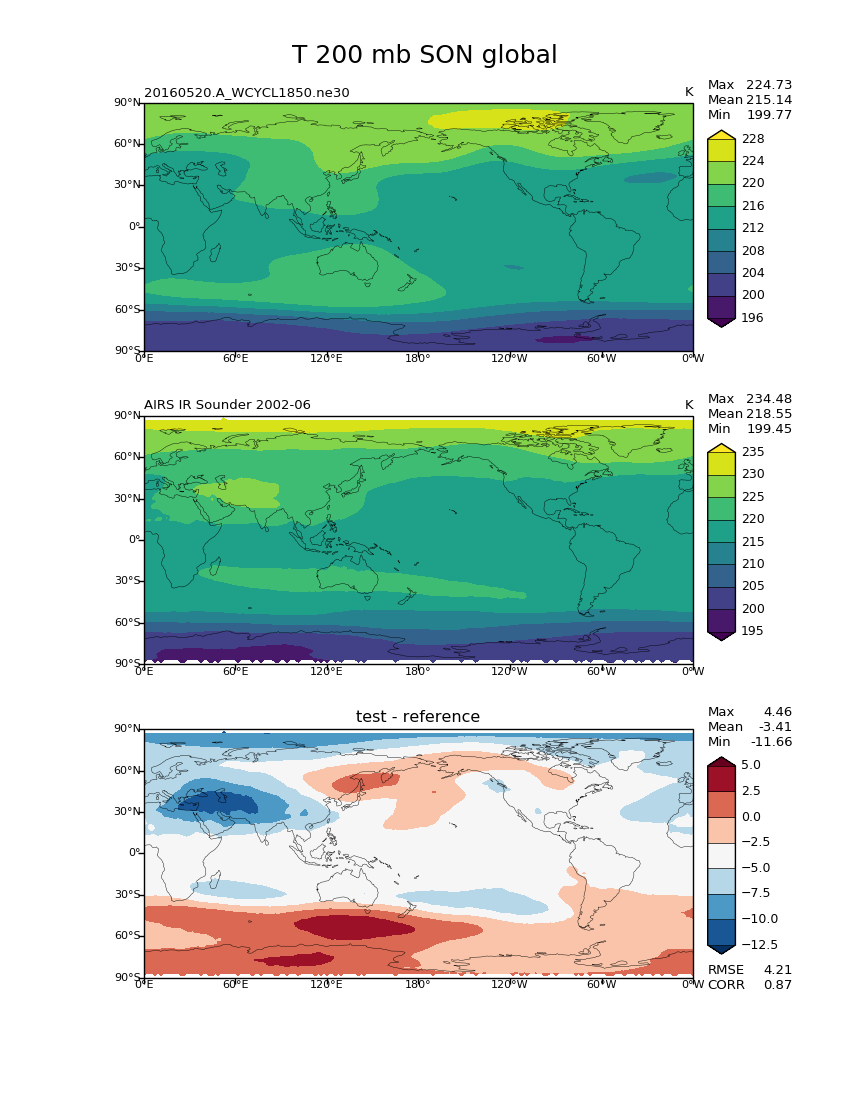 T 200 mb SON global
20160520.A_WCYCL1850.ne30
K
Max 224.73
Mean 215.14
Min 199.77
90°N
60°N
30°N
0°
30°S
60°S
90°S
0°E 60°E 120°E 180° 120°W 60°W 0°W
228
224
220
216
212
208
204
200
196
AIRS IR Sounder 2002-06
K
Max 234.48
Mean 218.55
Min 199.45
90°N
60°N
30°N
0°
30°S
60°S
90°S
0°E 60°E 120°E 180° 120°W 60°W 0°W
235
230
225
220
215
210
205
200
195
test - reference
Max 4.46
Mean -3.41
Min -11.66
90°N
60°N
30°N
0°
30°S
60°S
90°S
0°E 60°E 120°E 180° 120°W 60°W 0°W
5.0
2.5
0.0
−2.5
−5.0
−7.5
−10.0
−12.5
RMSE 4.21
CORR 0.87